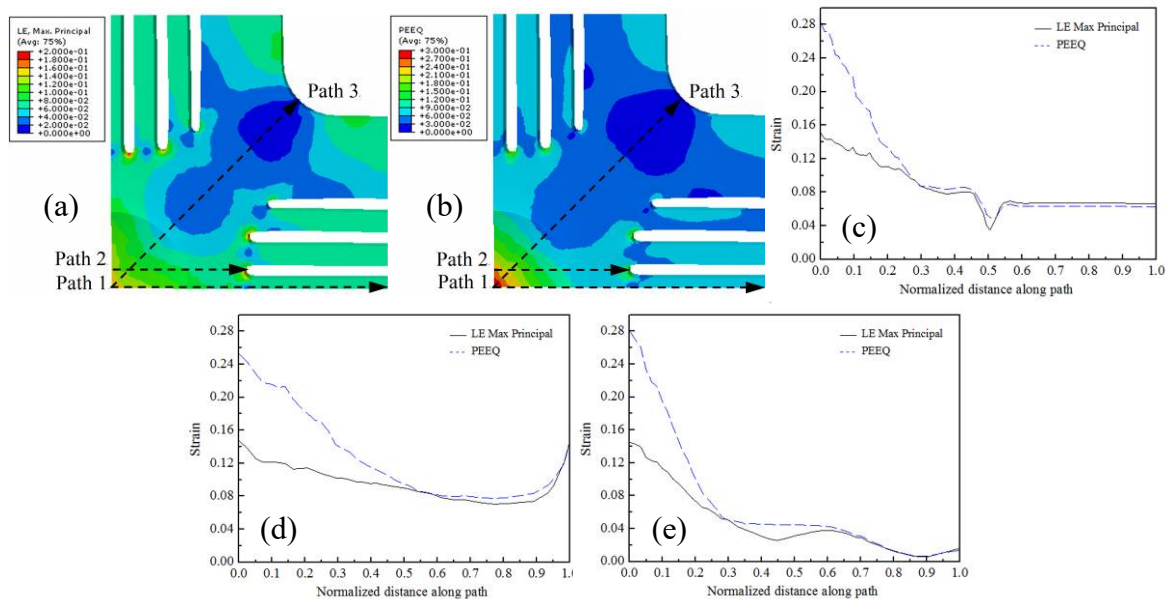 LE, Max. Principal
(Avg: 75%)
+2.000e-01
+1.800e-01
+1.600e-01
+1.400e-01
+1.200e-01
+1.000e-01
+8.000e-02
+6.000e-02
+4.000e-02
+2.000e-02
+0.000e+00
Path 3
(a)
Path 2
Path 1
PEEQ
(Avg: 75%)
+3.000e-01
+2.700e-01
+2.400e-01
+2.100e-01
+1.800e-01
+1.500e-01
+1.200e-01
+9.000e-02
+6.000e-02
+3.000e-02
+0.000e+00
Path 3
(b)
Path 2
Path 1
LE Max Principal
PEEQ
0.28
0.24
0.20
0.16
0.12
0.08
0.04
0.00
Strain
(c)
0.0 0.1 0.2 0.3 0.4 0.5 0.6 0.7 0.8 0.9 1.0
Normalized distance along path
LE Max Principal
PEEQ
0.28
0.24
0.20
0.16
0.12
0.08
0.04
0.00
Strain
(d)
0.0 0.1 0.2 0.3 0.4 0.5 0.6 0.7 0.8 0.9 1.0
Normalized distance along path
LE Max Principal
PEEQ
0.28
0.24
0.20
0.16
0.12
0.08
0.04
0.00
Strain
(e)
0.0 0.1 0.2 0.3 0.4 0.5 0.6 0.7 0.8 0.9 1.0
Normalized distance along path